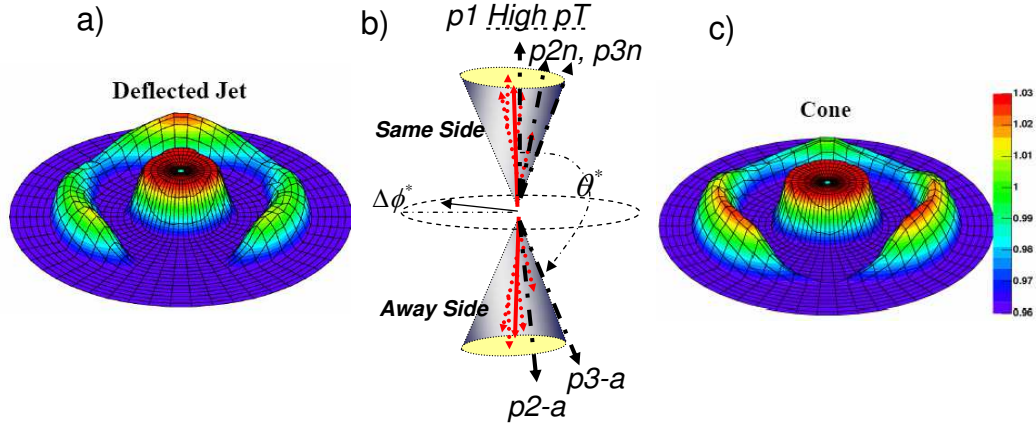 a)
Deflected Jet
b)
p1 High pT
p2n, p3n
Same Side
Δϕ*
θ*
Away Side
p3-a
p2-a
c)
Cone
1.03
1.02
1.01
1
0.99
0.98
0.97
0.96